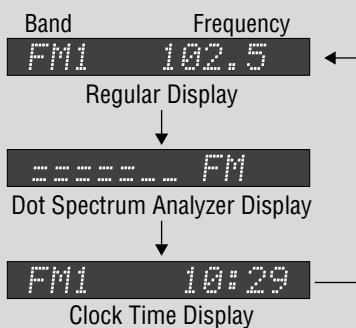 Band Frequency
FM1 102.5
Regular Display
FM
Dot Spectrum Analyzer Display
FM1 10:29
Clock Time Display